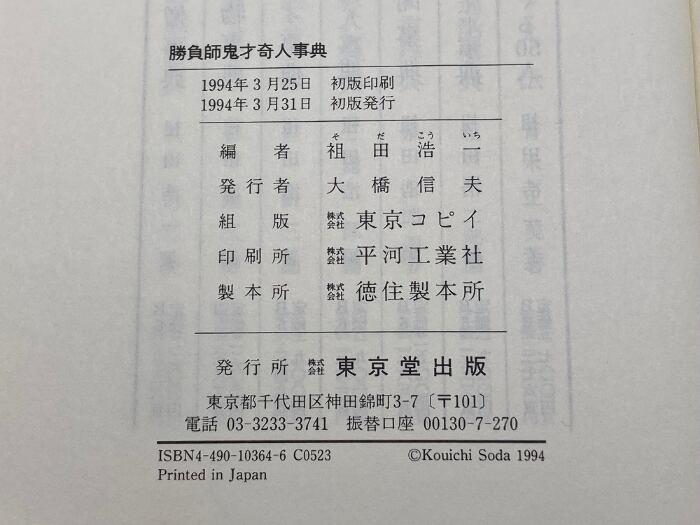 勝負師鬼才奇人事典
1994年3月25日 初版印刷
1994年3月31日 初版発行
そ だ こう いち
編者 祖田浩一
発行者 大橋信夫
組版 株式会社 東京コピイ
印刷所 株式会社 平河工業社
製本所 株式会社 徳住製本所
発行所 株式会社 東京堂出版
東京都千代田区神田錦町3-7〔〒101〕
電話 03-3233-3741 振替口座 00130-7-270
ISBN4-490-10364-6 C0523 ©Kouichi Soda 1994
Printed in Japan